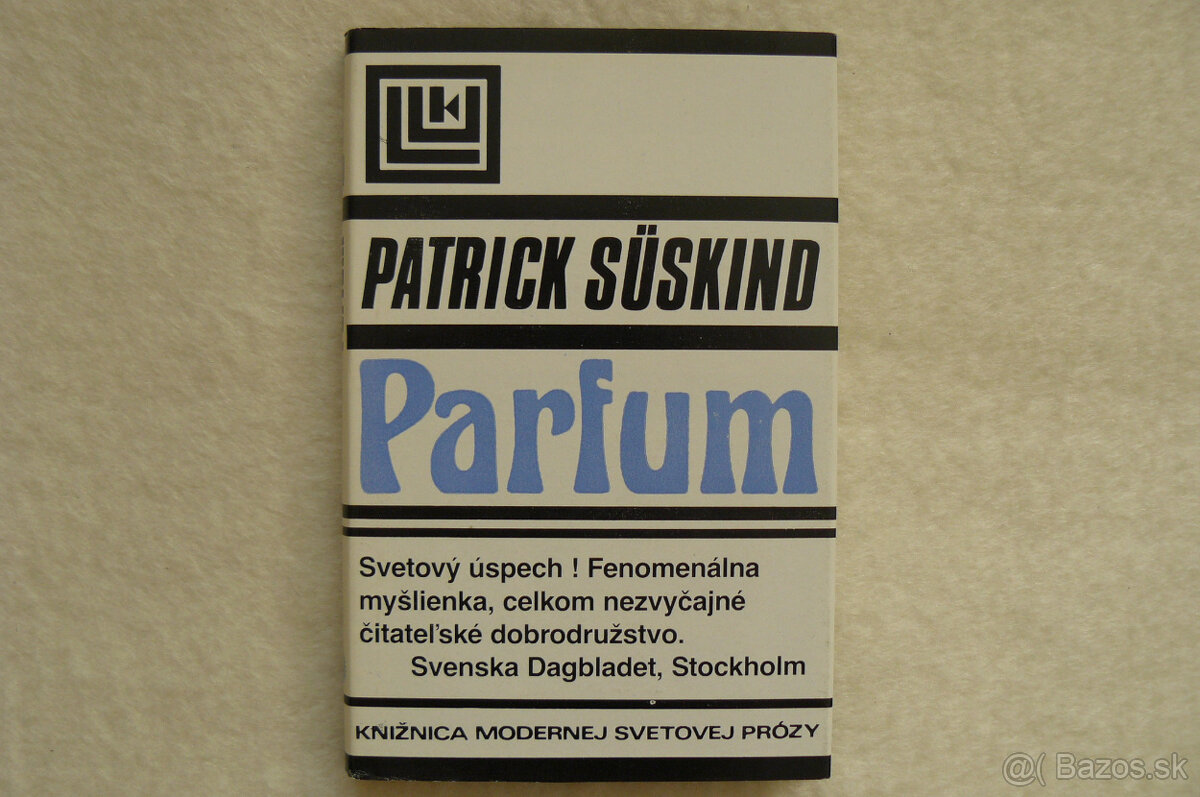 K
PATRICK SÜSKIND
Parfum
Svetový úspech ! Fenomenálna
myšlienka, celkom nezvyčajné
čitateľské dobrodružstvo.
Svenska Dagbladet, Stockholm
KNIŽNICA MODERNEJ SVETOVEJ PRÓZY
@( Bazos.sk